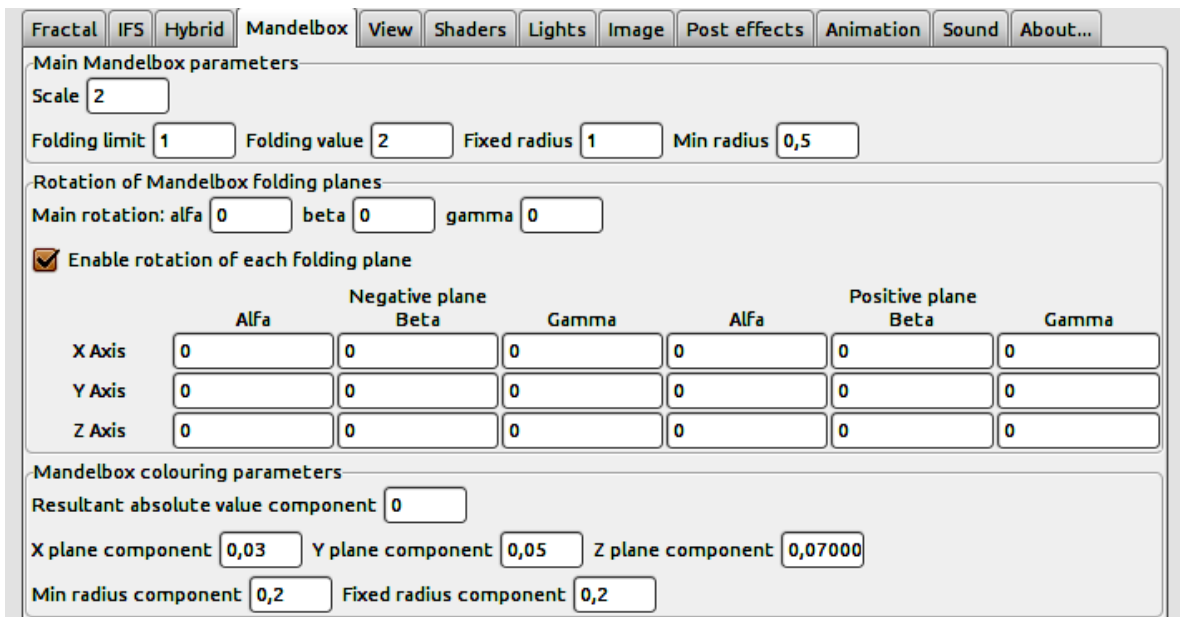 Fractal IFS Hybrid Mandelbox View Shaders Lights Image Post effects Animation Sound About...
Main Mandelbox parameters
Scale 2
Folding limit 1 Folding value 2 Fixed radius 1 Min radius 0,5
Rotation of Mandelbox folding planes
Main rotation: alfa 0 beta 0 gamma 0
Enable rotation of each folding plane
Negative plane Positive plane
Alfa Beta Gamma Alfa Beta Gamma
X Axis 0 0 0 0 0 0
Y Axis 0 0 0 0 0 0
Z Axis 0 0 0 0 0 0
Mandelbox colouring parameters
Resultant absolute value component 0
X plane component 0,03 Y plane component 0,05 Z plane component 0,07000
Min radius component 0,2 Fixed radius component 0,2